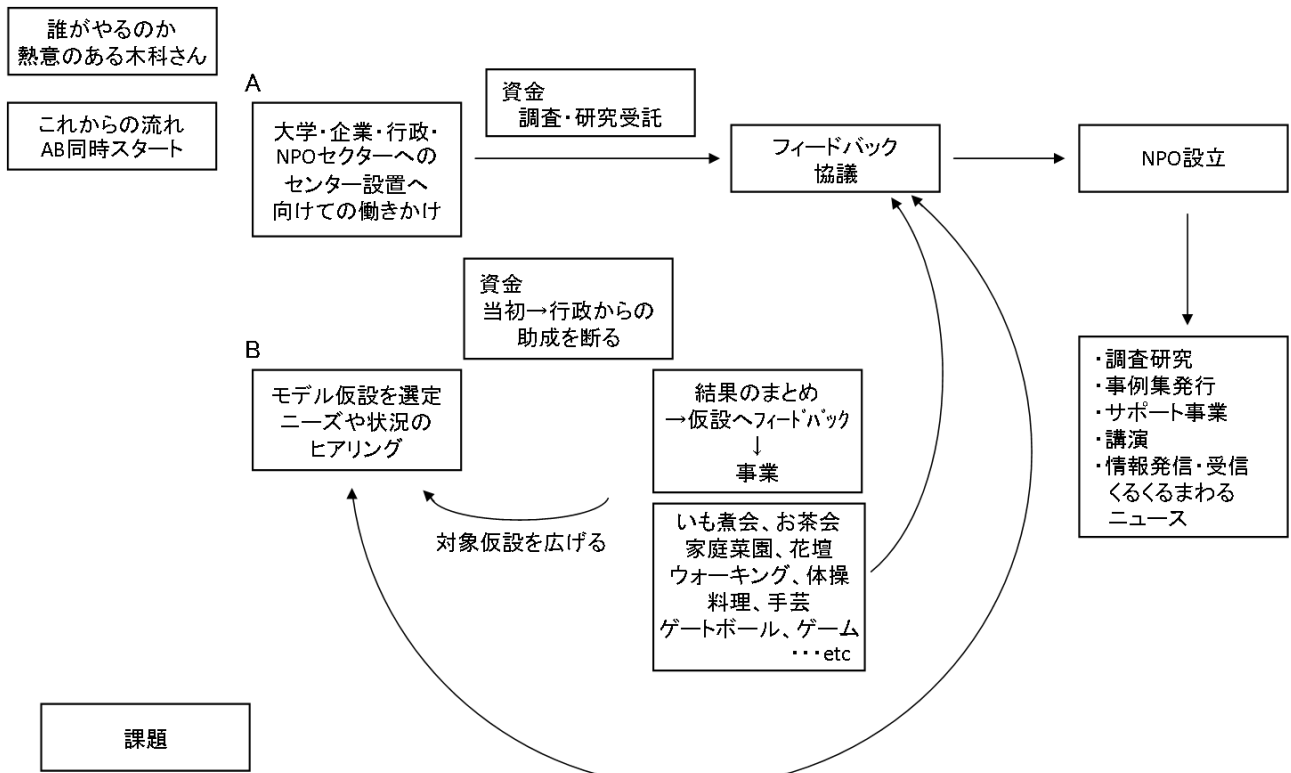 誰がやるのか
熱意のある木科さん
これからの流れ
AB同時スタート
A
大学・企業・行政・
NPOセクターへの
センター設置へ
向けての働きかけ
資金
調査・研究受託
フィードバック
協議
NPO設立
資金
当初→行政からの
助成を断る
B
モデル仮設を選定
ニーズや状況の
ヒアリング
結果のまとめ
→仮設へフィードバック
↓
事業
対象仮設を広げる
いも煮会、お茶会
家庭菜園、花壇
ウォーキング、体操
料理、手芸
ゲートボール、ゲーム
・・・etc
・調査研究
・事例集発行
・サポート事業
・講演
・情報発信・受信
くるくるまわる
ニュース
課題